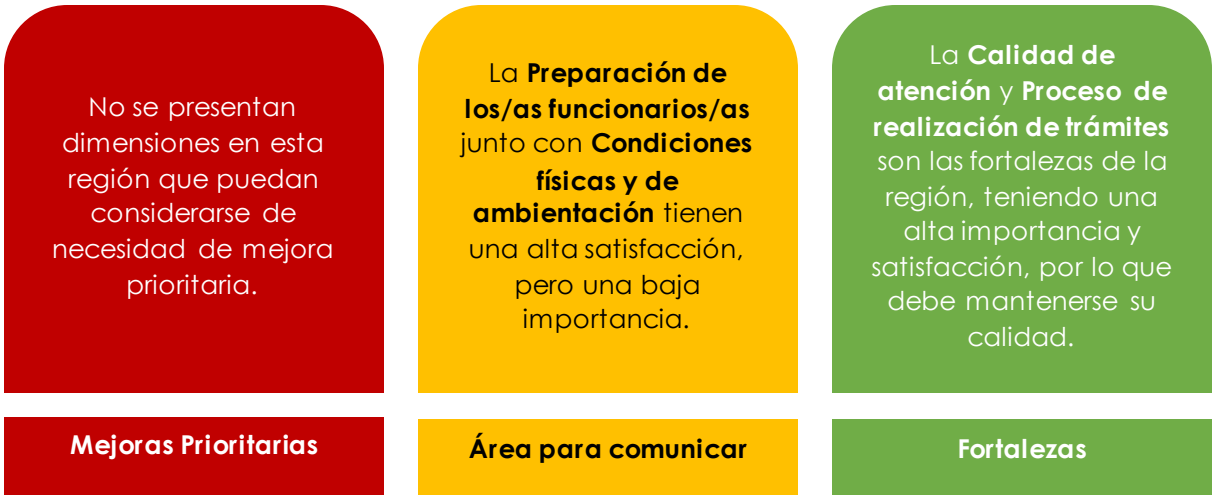 No se presentan
dimensiones en esta
región que puedan
considerarse de
necesidad de mejora
prioritaria.
Mejoras Prioritarias
La Preparación de
los/as funcionarios/as
junto con Condiciones
físicas y de
ambientación tienen
una alta satisfacción,
pero una baja
importancia.
Área para comunicar
La Calidad de
atención y Proceso de
realización de trámites
son las fortalezas de la
región, teniendo una
alta importancia y
satisfacción, por lo que
debe mantenerse su
calidad.
Fortalezas